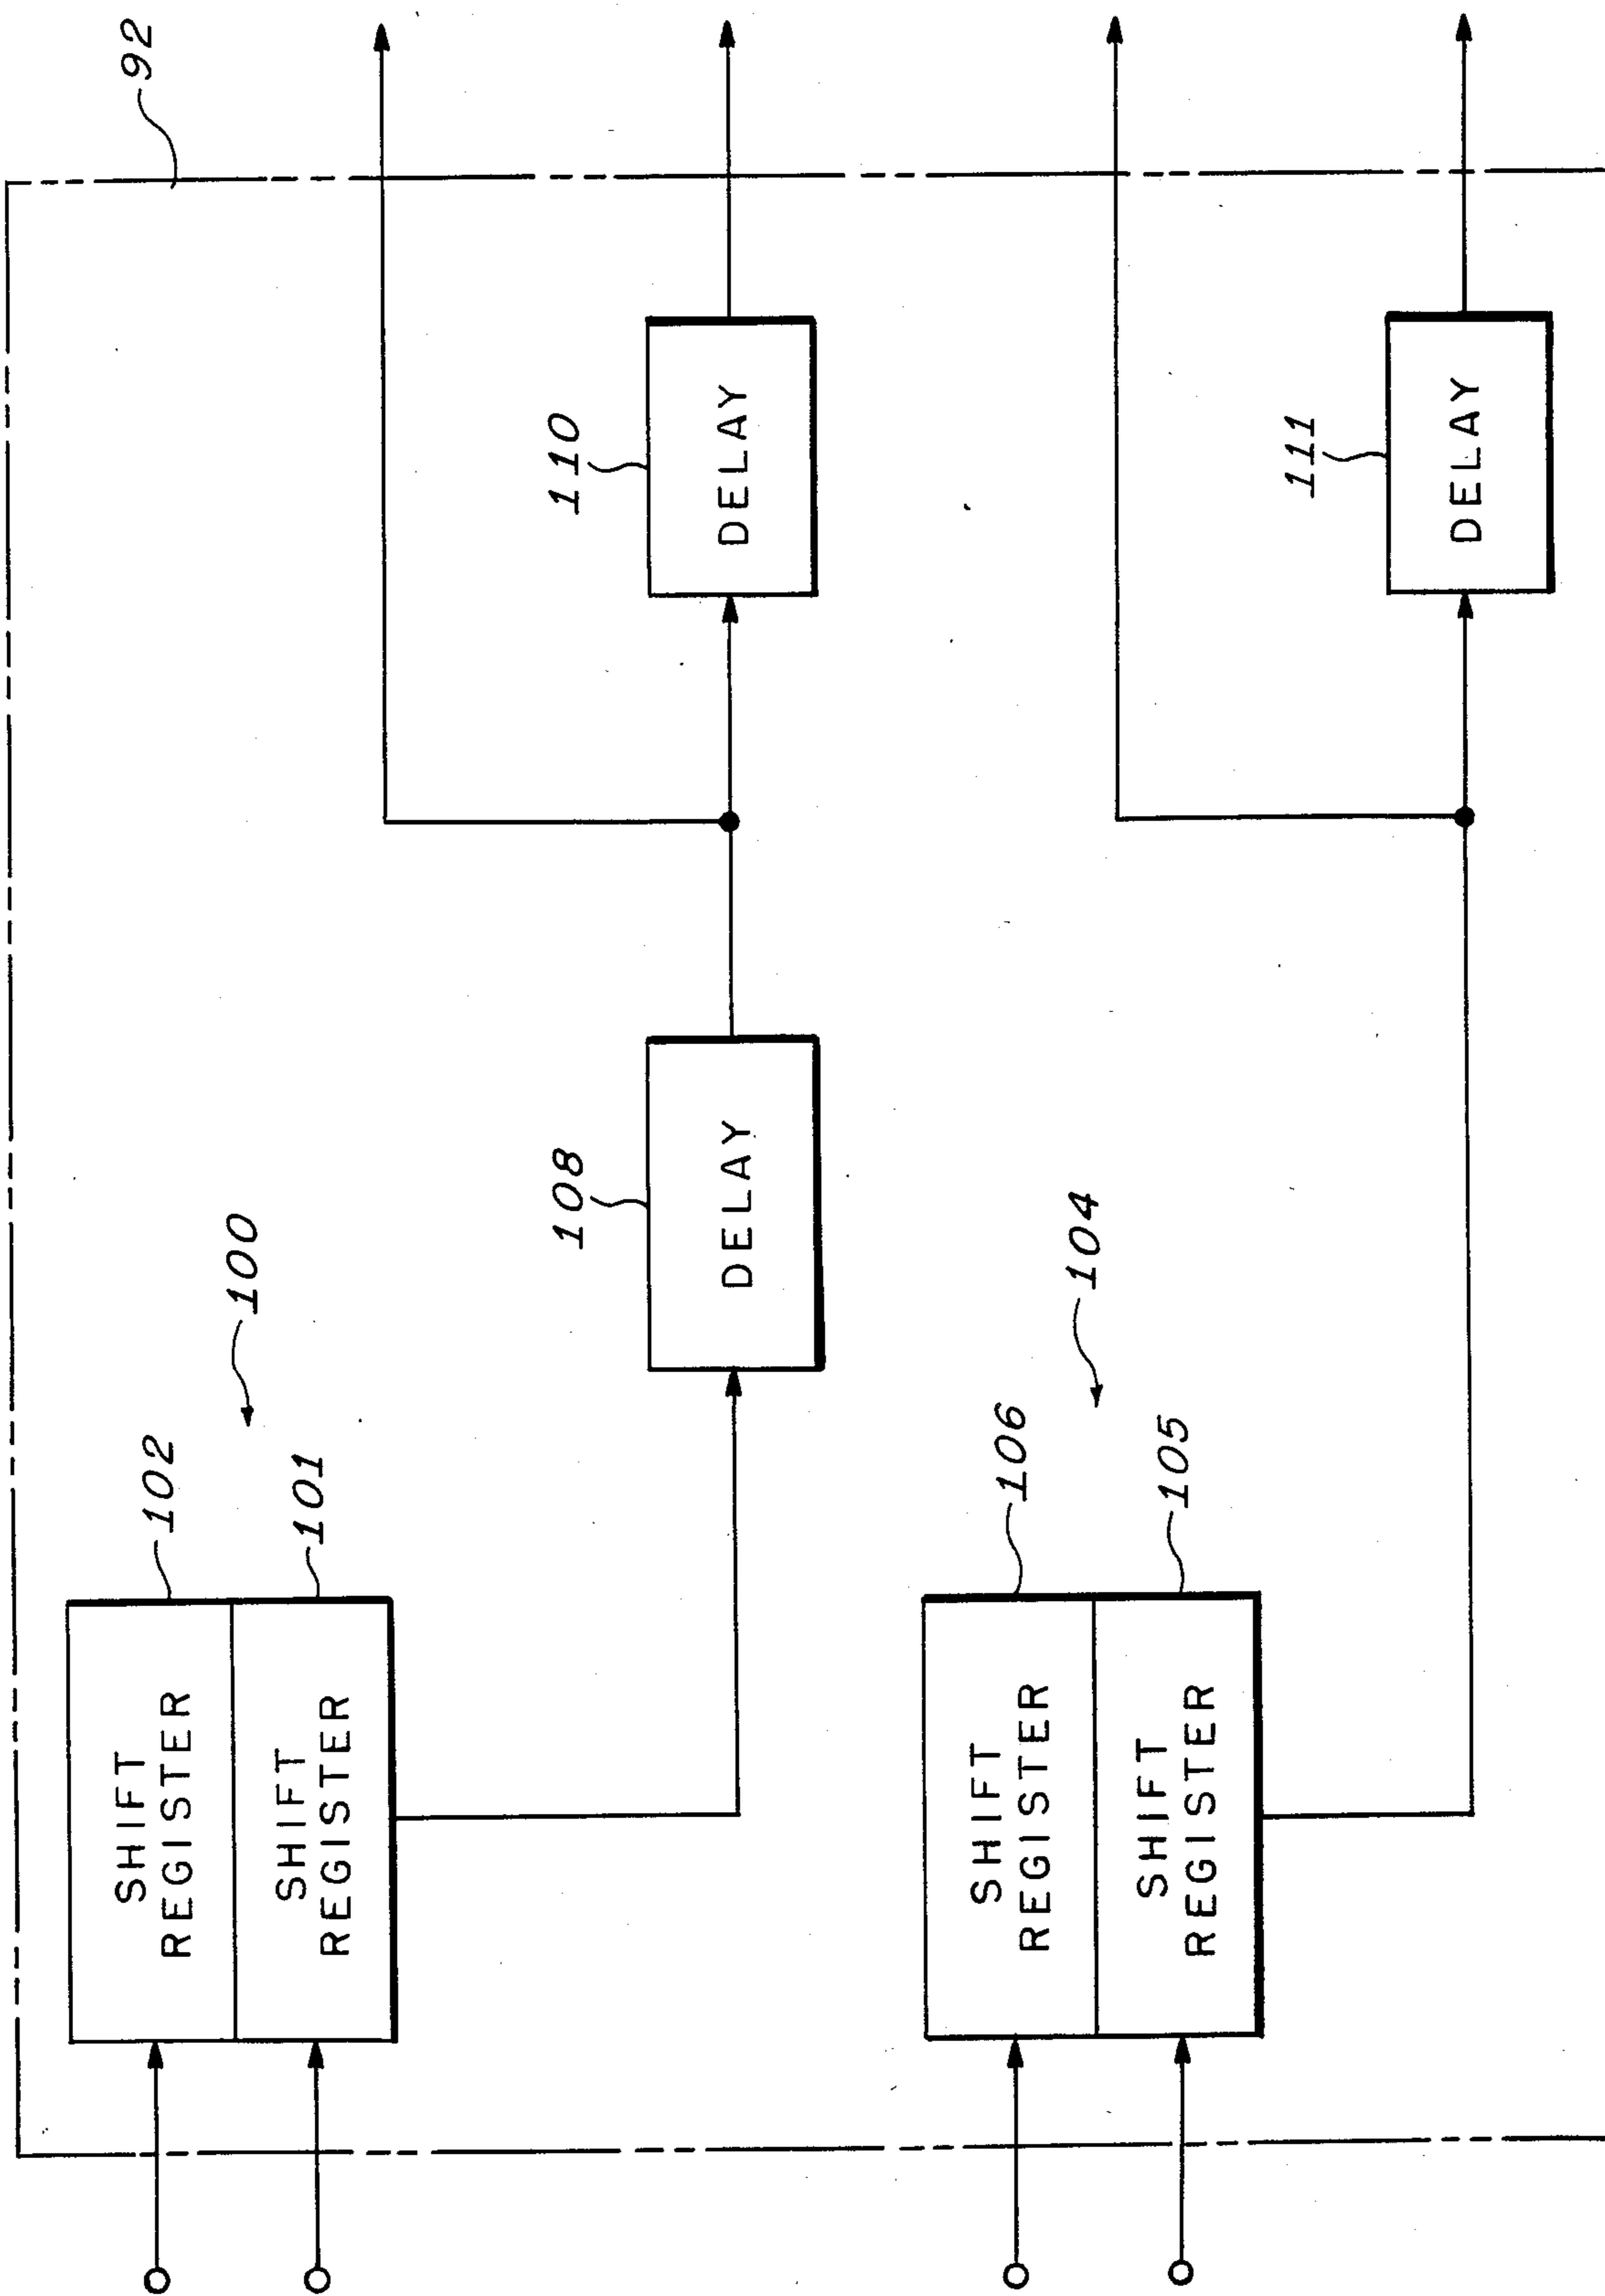 92
SHIFT
REGISTER
102
100
SHIFT
REGISTER
101
108
DELAY
110
DELAY
SHIFT
REGISTER
106
104
SHIFT
REGISTER
105
111
DELAY